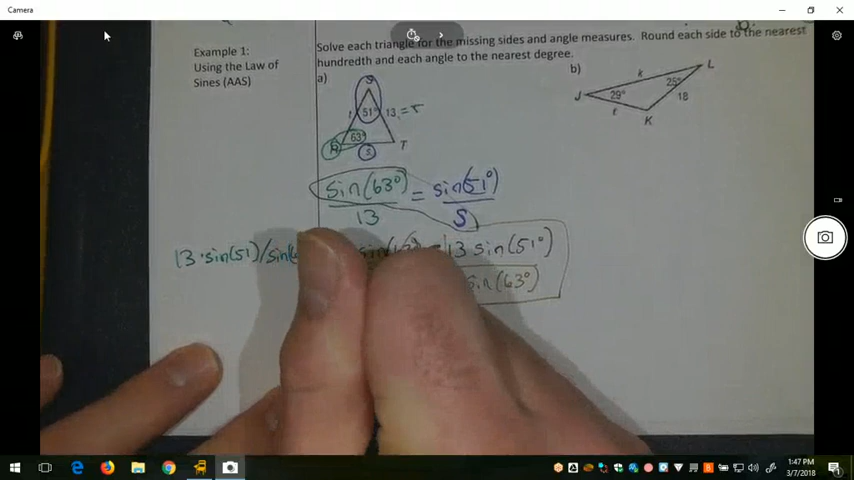 Camera
Example 1:
Using the Law of
Sines (AAS)
Solve each triangle for the missing sides and angle measures. Round each side to the nearest
hundredth and each angle to the nearest degree.
a)
S
51°
13 = r
63°
R
s
T
b)
L
k
25°
J
29°
18
K
sin(63°) = sin(51°)
13 s
13·sin(51)/sin(
13 sin(51°)
sin(63°)
1:47 PM
3/7/2018